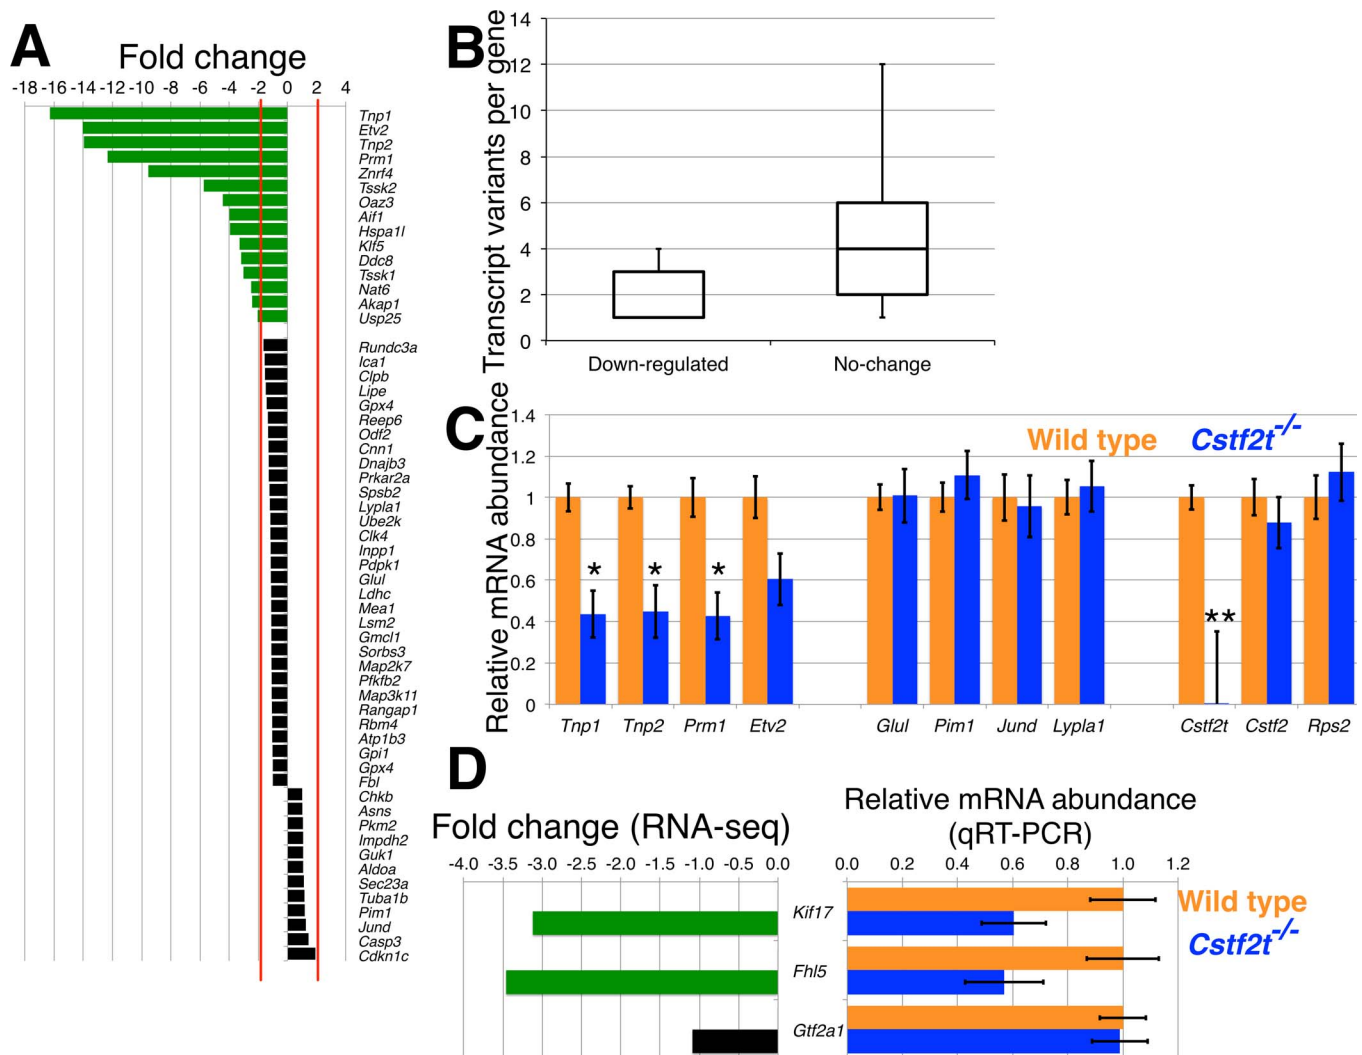 A
Fold change
-18 -16 -14 -12 -10 -8 -6 -4 -2 0 2 4
Tnp1
Etv2
Tnp2
Prm1
Znrf4
Tssk2
Oaz3
Aif1
Hspa1l
Klf5
Ddc8
Tssk1
Nat6
Akap1
Usp25
Rundc3a
Ica1
Clpb
Lipe
Gpx4
Reep6
Odf2
Cnn1
Dnajb3
Prkar2a
Spsb2
Lypla1
Ube2k
Clk4
Inpp1
Pdpk1
Glul
Ldhc
Mea1
Lsm2
Gmcl1
Sorbs3
Map2k7
Pfkfb2
Map3k11
Rangap1
Rbm4
Atp1b3
Gpi1
Gpx4
Fbl
Chkb
Asns
Pkm2
Impdh2
Guk1
Aldoa
Sec23a
Tuba1b
Pim1
Jund
Casp3
Cdkn1c
B
Transcript variants per gene
14
12
10
8
6
4
2
0
Down-regulated No-change
C
Relative mRNA abundance
1.4
1.2
1
0.8
0.6
0.4
0.2
0
Wild type Cstf2t-/-
* * * **
Tnp1 Tnp2 Prm1 Etv2 Glul Pim1 Jund Lypla1 Cstf2t Cstf2 Rps2
D
Fold change (RNA-seq)
-4.0 -3.5 -3.0 -2.5 -2.0 -1.5 -1.0 -0.5 0.0
Relative mRNA abundance
(qRT-PCR)
0.0 0.2 0.4 0.6 0.8 1.0 1.2
Kif17
Fhl5
Gtf2a1
Wild type
Cstf2t-/-